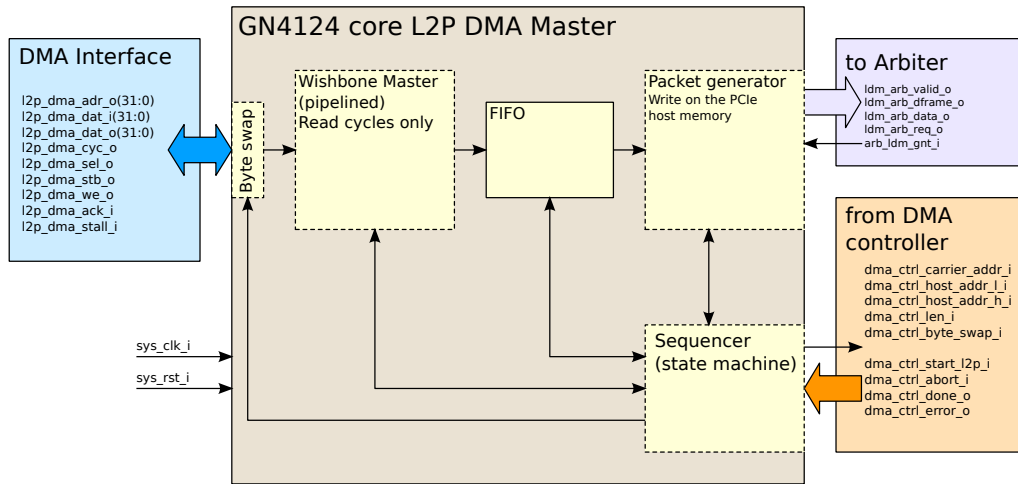 GN4124 core L2P DMA Master
DMA Interface
l2p_dma_adr_o(31:0)
l2p_dma_dat_i(31:0)
l2p_dma_dat_o(31:0)
l2p_dma_cyc_o
l2p_dma_sel_o
l2p_dma_stb_o
l2p_dma_we_o
l2p_dma_ack_i
l2p_dma_stall_i
Byte swap
Wishbone Master
(pipelined)
Read cycles only
FIFO
Packet generator
Write on the PCIe
host memory
to Arbiter
ldm_arb_valid_o
ldm_arb_dframe_o
ldm_arb_data_o
ldm_arb_req_o
arb_ldm_gnt_i
from DMA
controller
dma_ctrl_carrier_addr_i
dma_ctrl_host_addr_l_i
dma_ctrl_host_addr_h_i
dma_ctrl_len_i
dma_ctrl_byte_swap_i
dma_ctrl_start_l2p_i
dma_ctrl_abort_i
dma_ctrl_done_o
dma_ctrl_error_o
Sequencer
(state machine)
sys_clk_i
sys_rst_i